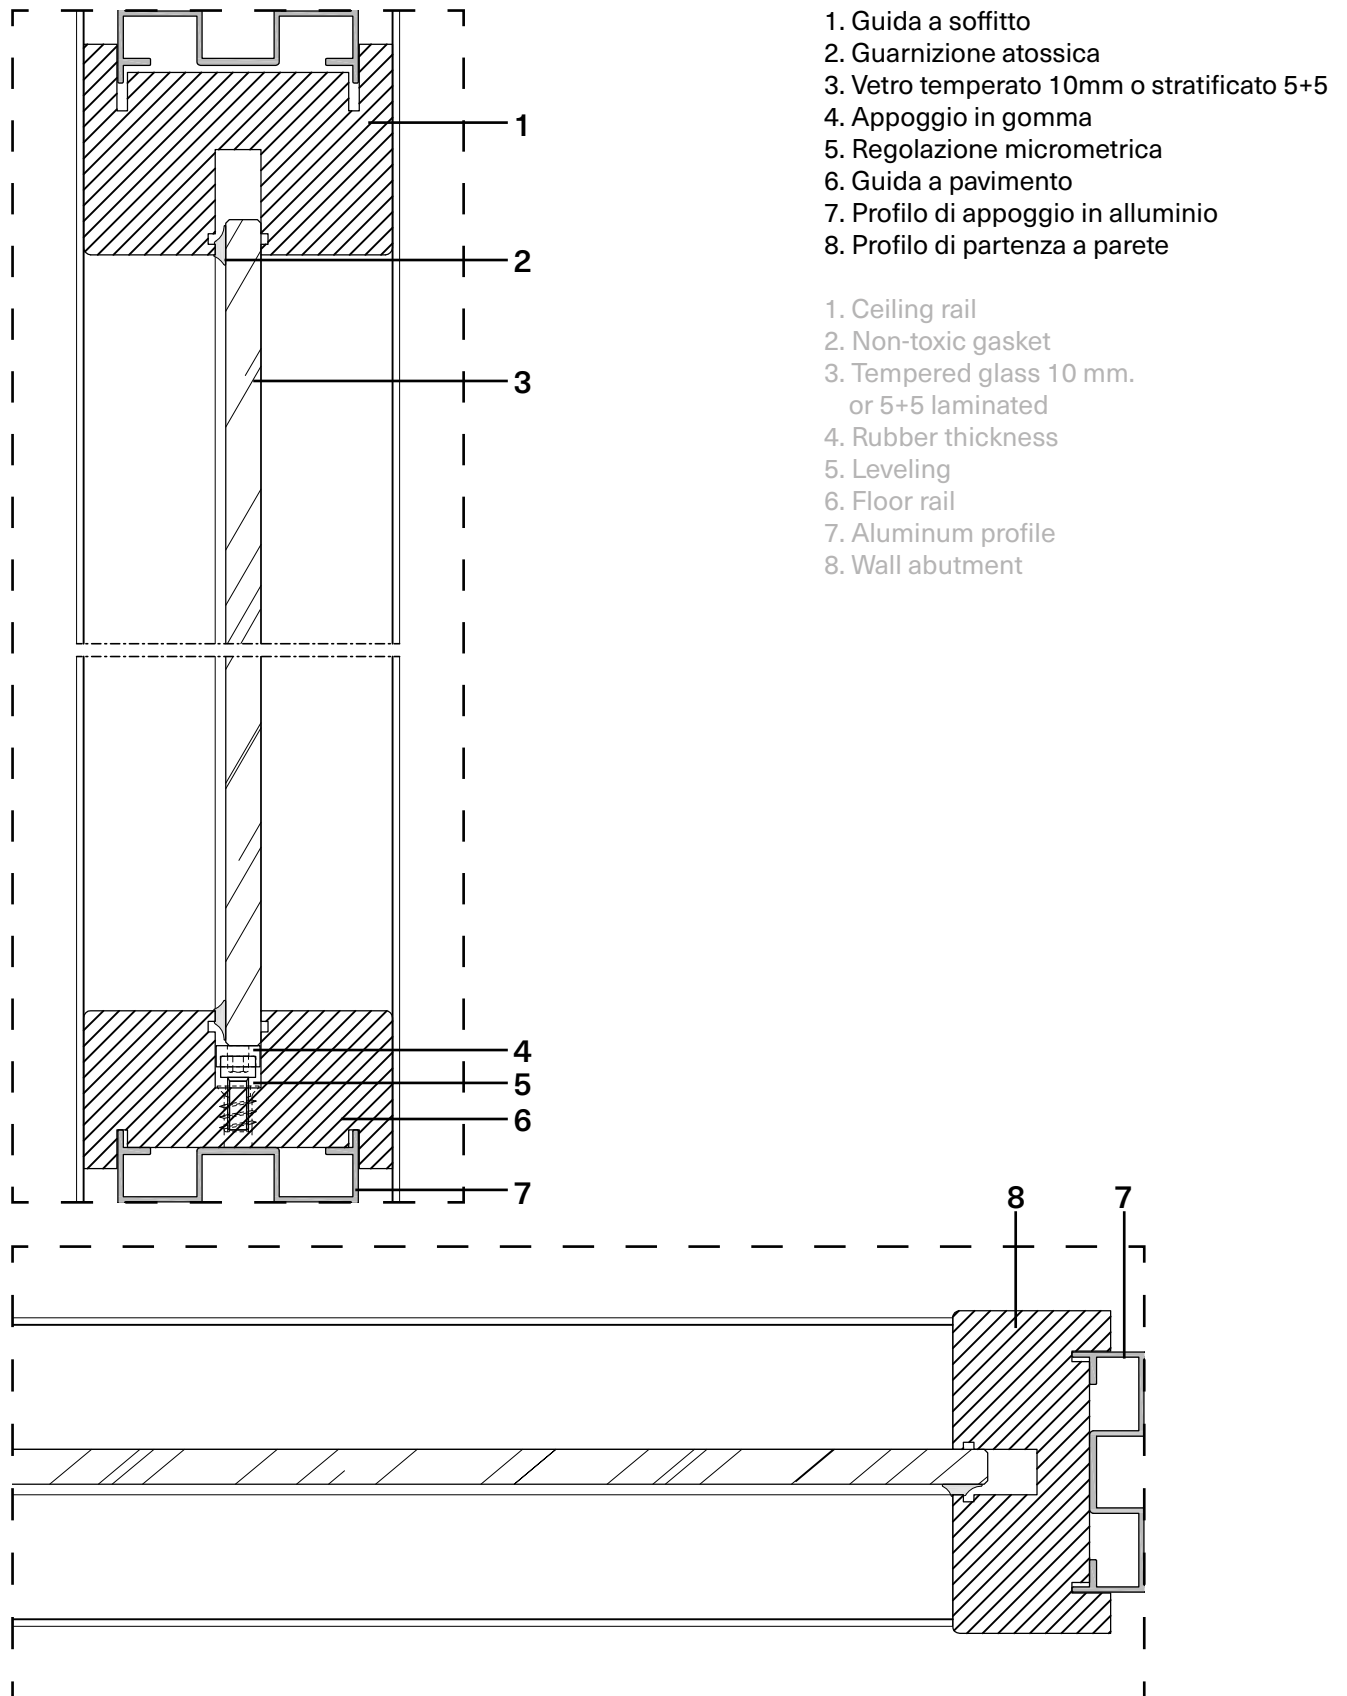 1. Guida a soffitto
2. Guarnizione atossica
3. Vetro temperato 10mm o stratificato 5+5
4. Appoggio in gomma
5. Regolazione micrometrica
6. Guida a pavimento
7. Profilo di appoggio in alluminio
8. Profilo di partenza a parete
1. Ceiling rail
2. Non-toxic gasket
3. Tempered glass 10 mm.
or 5+5 laminated
4. Rubber thickness
5. Leveling
6. Floor rail
7. Aluminum profile
8. Wall abutment
1
2
3
4
5
6
7
8 7